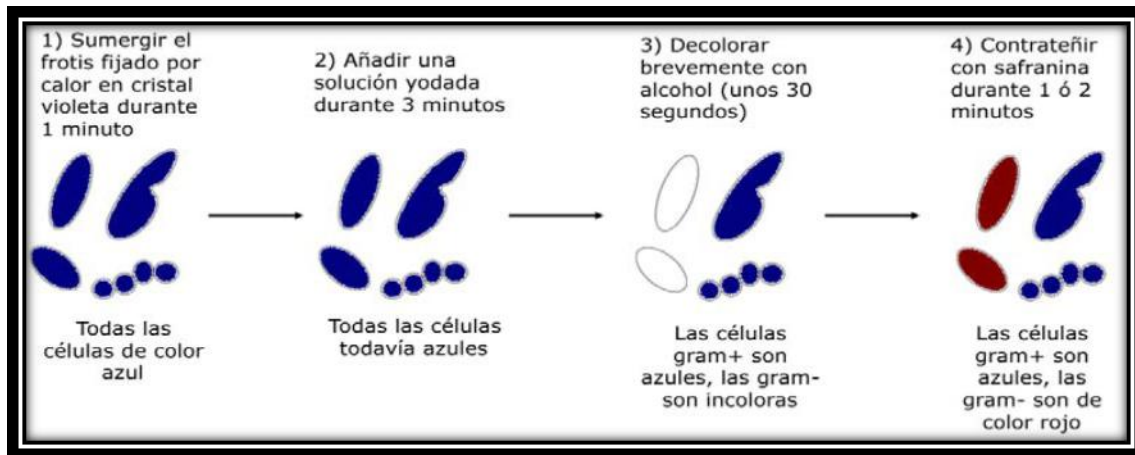 1) Sumergir el
frotis fijado por
calor en cristal
violeta durante
1 minuto
Todas las
células de color
azul
2) Añadir una
solución yodada
durante 3 minutos
Todas las células
todavía azules
3) Decolorar
brevemente con
alcohol (unos 30
segundos)
Las células
gram+ son
azules, las gram-
son incoloras
4) Contrateñir
con safranina
durante 1 ó 2
minutos
Las células
gram+ son
azules, las
gram- son de
color rojo